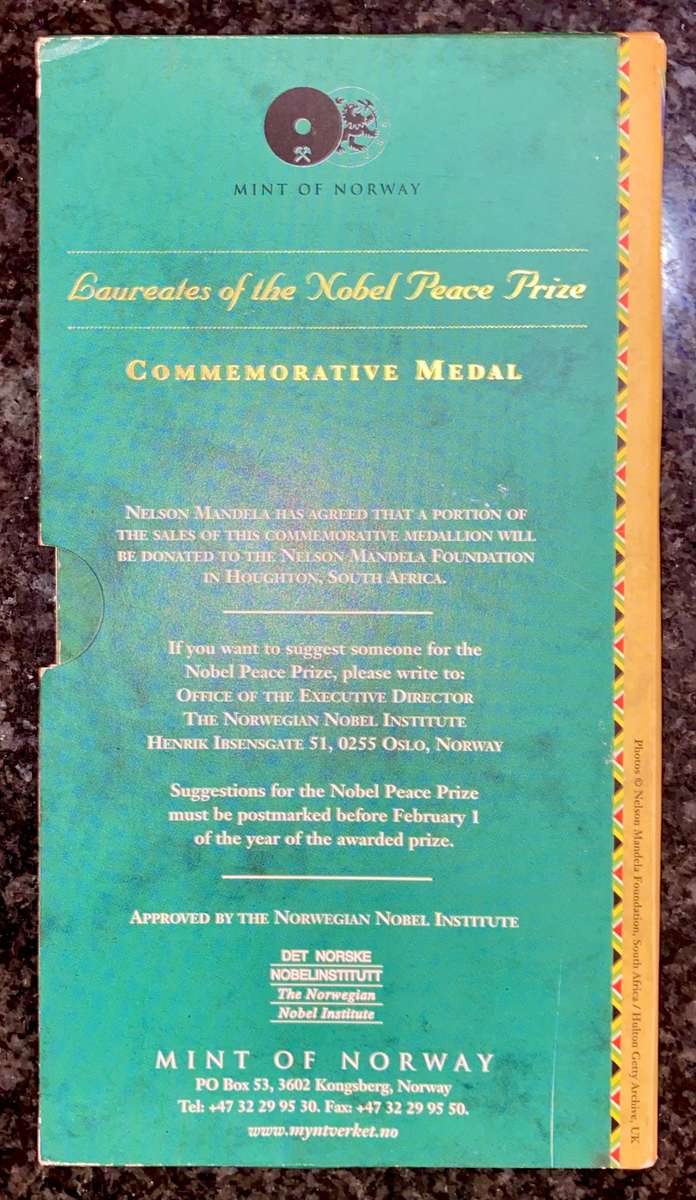 MINT OF NORWAY
Laureates of the Nobel Peace Prize
COMMEMORATIVE MEDAL
NELSON MANDELA HAS AGREED THAT A PORTION OF
THE SALES OF THIS COMMEMORATIVE MEDALLION WILL
BE DONATED TO THE NELSON MANDELA FOUNDATION
IN HOUGHTON, SOUTH AFRICA.
If you want to suggest someone for the
Nobel Peace Prize, please write to:
OFFICE OF THE EXECUTIVE DIRECTOR
THE NORWEGIAN NOBEL INSTITUTE
HENRIK IBSENSGATE 51, 0255 OSLO, NORWAY
Suggestions for the Nobel Peace Prize
must be postmarked before February 1
of the year of the awarded prize.
APPROVED BY THE NORWEGIAN NOBEL INSTITUTE
DET NORSKE
NOBELINSTITUTT
The Norwegian
Nobel Institute
MINT OF NORWAY
PO Box 53, 3602 Kongsberg, Norway
Tel: +47 32 29 95 30. Fax: +47 32 29 95 50.
www.myntverket.no
Photos © Nelson Mandela Foundation, South Africa / Hulton Getty Archive, UK